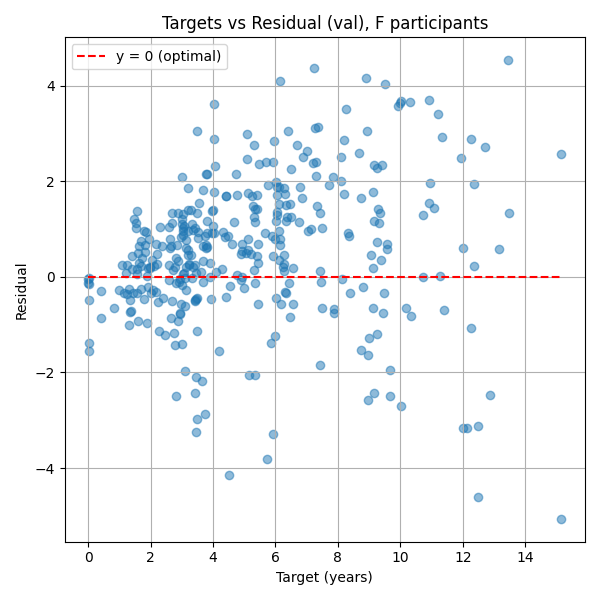 Targets vs Residual (val), F participants
y = 0 (optimal)
4
2
0
−2
−4
Residual
0 2 4 6 8 10 12 14
Target (years)